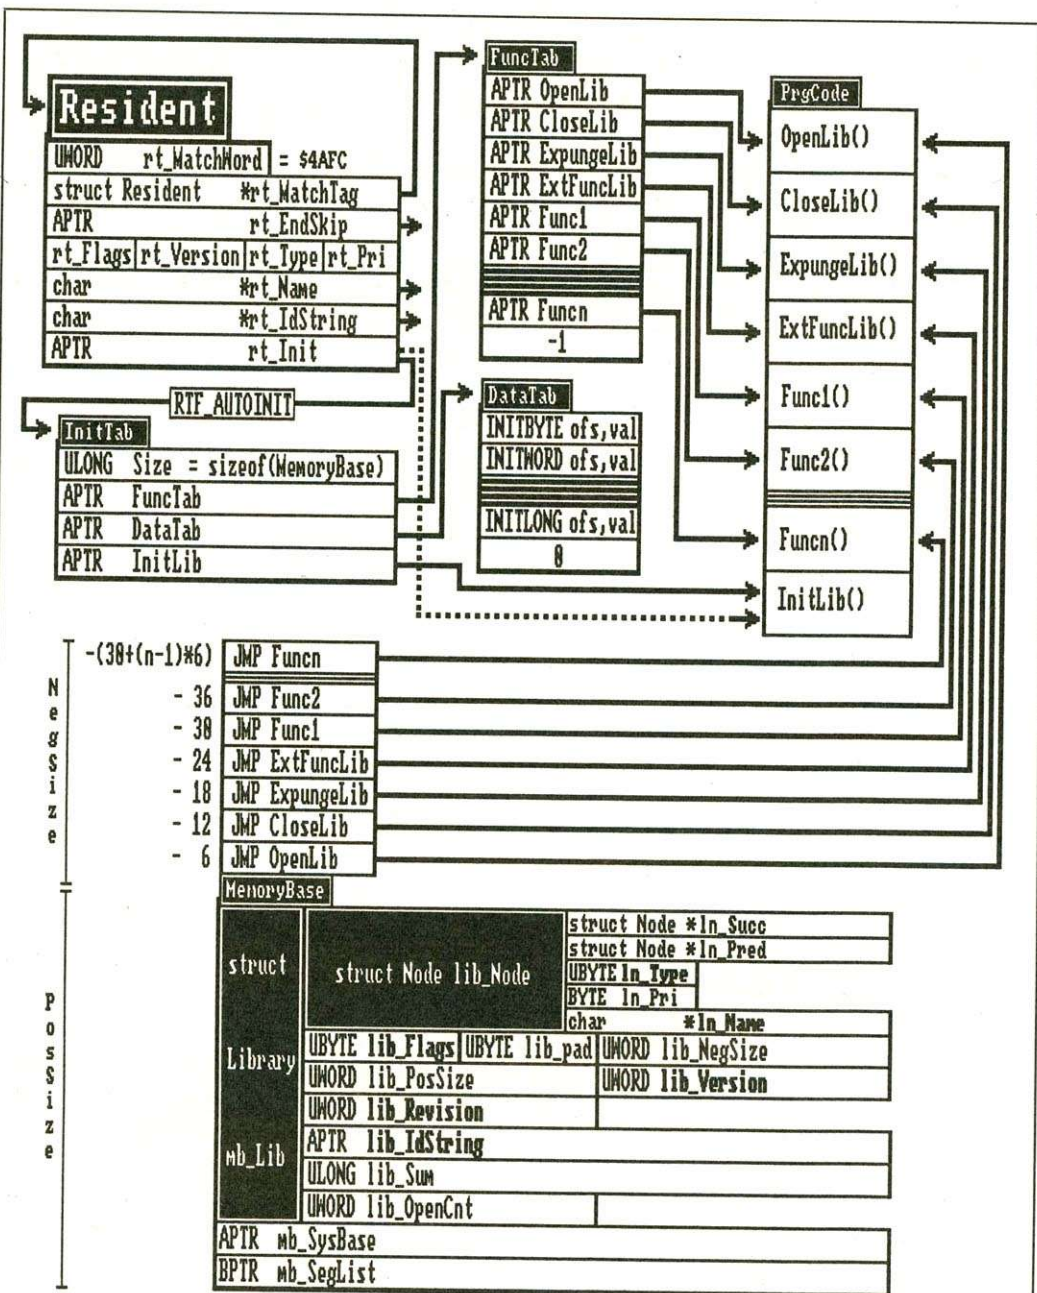 Resident
UWORD rt_MatchWord = $4AFC
struct Resident *rt_MatchTag
APTR rt_EndSkip
rt_Flags rt_Version rt_Type rt_Pri
char *rt_Name
char *rt_IdString
APTR rt_Init
RTF_AUTOINIT
InitTab
ULONG Size = sizeof(MemoryBase)
APTR FuncTab
APTR DataTab
APTR InitLib
FuncTab
APTR OpenLib
APTR CloseLib
APTR ExpungeLib
APTR ExtFuncLib
APTR Func1
APTR Func2
APTR Funcn
-1
DataTab
INITBYTE ofs,val
INITWORD ofs,val
INITLONG ofs,val
0
PrgCode
OpenLib()
CloseLib()
ExpungeLib()
ExtFuncLib()
Func1()
Func2()
Funcn()
InitLib()
NegSize
-(30+(n-1)*6) JMP Funcn
- 36 JMP Func2
- 30 JMP Func1
- 24 JMP ExtFuncLib
- 18 JMP ExpungeLib
- 12 JMP CloseLib
- 6 JMP OpenLib
PosSize
MemoryBase
struct Library mb_Lib
struct Node lib_Node
struct Node *ln_Succ
struct Node *ln_Pred
UBYTE ln_Type
BYTE ln_Pri
char *ln_Name
UBYTE lib_Flags UBYTE lib_pad UWORD lib_NegSize
UWORD lib_PosSize UWORD lib_Version
UWORD lib_Revision
APTR lib_IdString
ULONG lib_Sum
UWORD lib_OpenCnt
APTR mb_SysBase
BPTR mb_SegList